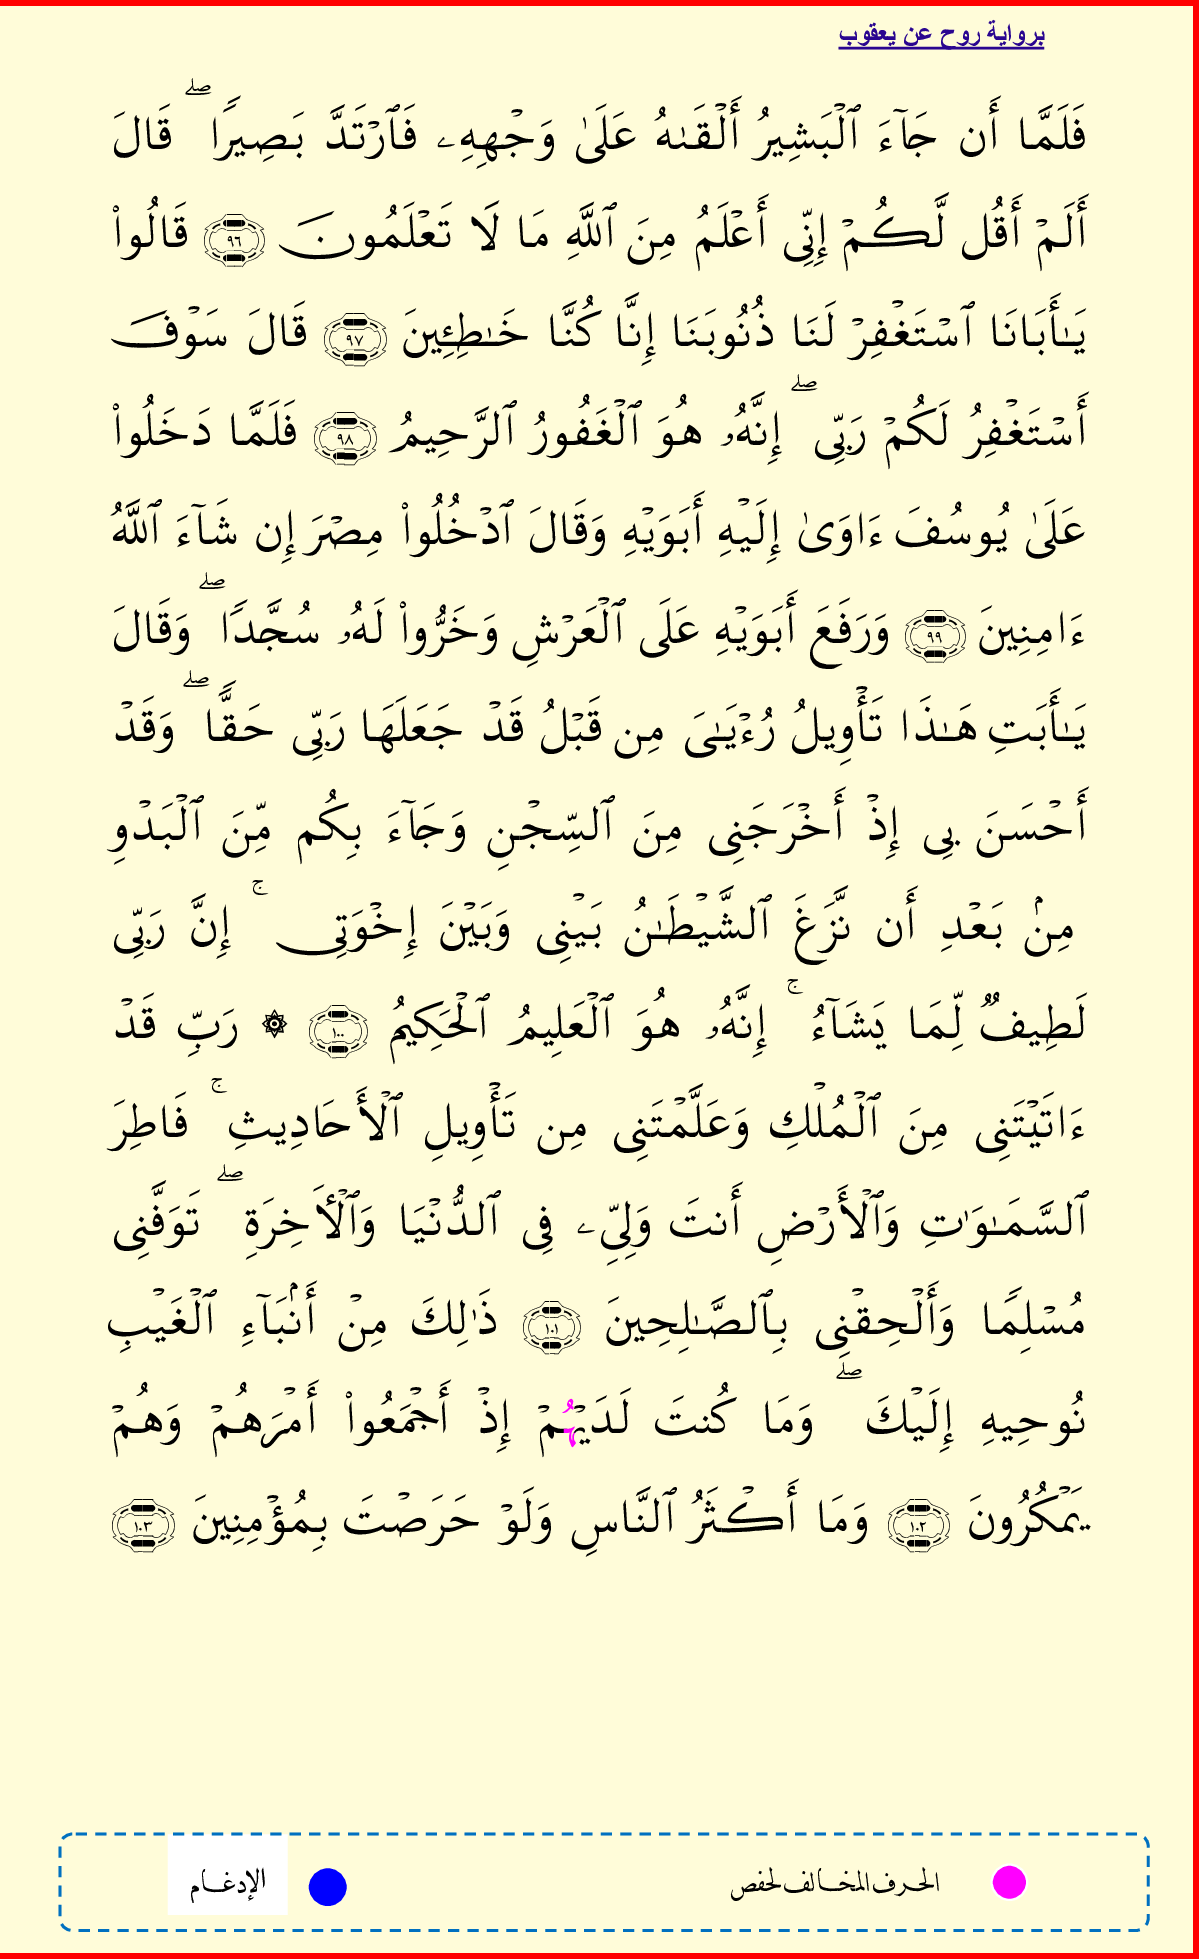 برواية روح عن يعقوب
فَلَمَّا أَن جَآءَ ٱلْبَشِيرُ أَلْقَىٰهُ عَلَىٰ وَجْهِهِۦ فَٱرْتَدَّ بَصِيرًا ۖ قَالَ
أَلَمْ أَقُل لَّكُمْ إِنِّىٓ أَعْلَمُ مِنَ ٱللَّهِ مَا لَا تَعْلَمُونَ ٩٦ قَالُوا۟
يَـٰأَبَانَا ٱسْتَغْفِرْ لَنَا ذُنُوبَنَا إِنَّا كُنَّا خَـٰطِـِٔينَ ٩٧ قَالَ سَوْفَ
أَسْتَغْفِرُ لَكُمْ رَبِّى ۖ إِنَّهُۥ هُوَ ٱلْغَفُورُ ٱلرَّحِيمُ ٩٨ فَلَمَّا دَخَلُوا۟
عَلَىٰ يُوسُفَ ءَاوَىٰ إِلَيْهِ أَبَوَيْهِ وَقَالَ ٱدْخُلُوا۟ مِصْرَ إِن شَآءَ ٱللَّهُ
ءَامِنِينَ ٩٩ وَرَفَعَ أَبَوَيْهِ عَلَى ٱلْعَرْشِ وَخَرُّوا۟ لَهُۥ سُجَّدًا ۖ وَقَالَ
يَـٰأَبَتِ هَـٰذَا تَأْوِيلُ رُءْيَـٰىَ مِن قَبْلُ قَدْ جَعَلَهَا رَبِّى حَقًّا ۖ وَقَدْ
أَحْسَنَ بِى إِذْ أَخْرَجَنِى مِنَ ٱلسِّجْنِ وَجَآءَ بِكُم مِّنَ ٱلْبَدْوِ
مِنۢ بَعْدِ أَن نَّزَغَ ٱلشَّيْطَـٰنُ بَيْنِى وَبَيْنَ إِخْوَتِى ۚ إِنَّ رَبِّى
لَطِيفٌ لِّمَا يَشَآءُ ۚ إِنَّهُۥ هُوَ ٱلْعَلِيمُ ٱلْحَكِيمُ ١٠٠ ۞ رَبِّ قَدْ
ءَاتَيْتَنِى مِنَ ٱلْمُلْكِ وَعَلَّمْتَنِى مِن تَأْوِيلِ ٱلْأَحَادِيثِ ۚ فَاطِرَ
ٱلسَّمَـٰوَٰتِ وَٱلْأَرْضِ أَنتَ وَلِىِّۦ فِى ٱلدُّنْيَا وَٱلْـَٔاخِرَةِ ۖ تَوَفَّنِى
مُسْلِمًا وَأَلْحِقْنِى بِٱلصَّـٰلِحِينَ ١٠١ ذَٰلِكَ مِنْ أَنۢبَآءِ ٱلْغَيْبِ
نُوحِيهِ إِلَيْكَ ۖ وَمَا كُنتَ لَدَيْهُمْ إِذْ أَجْمَعُوا۟ أَمْرَهُمْ وَهُمْ
يَمْكُرُونَ ١٠٢ وَمَا أَكْثَرُ ٱلنَّاسِ وَلَوْ حَرَصْتَ بِمُؤْمِنِينَ ١٠٣
الحرف المخالف لحفص
الإدغام